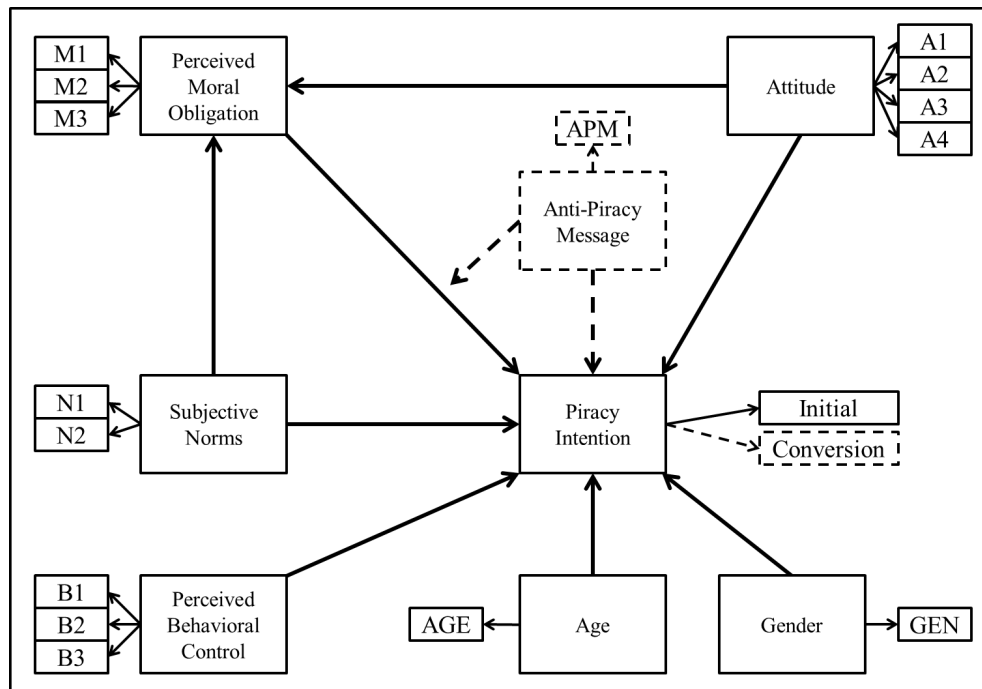 M1
M2
M3
Perceived
Moral
Obligation
Attitude
A1
A2
A3
A4
APM
Anti-Piracy
Message
N1
N2
Subjective
Norms
Piracy
Intention
Initial
Conversion
B1
B2
B3
Perceived
Behavioral
Control
AGE
Age
Gender
GEN